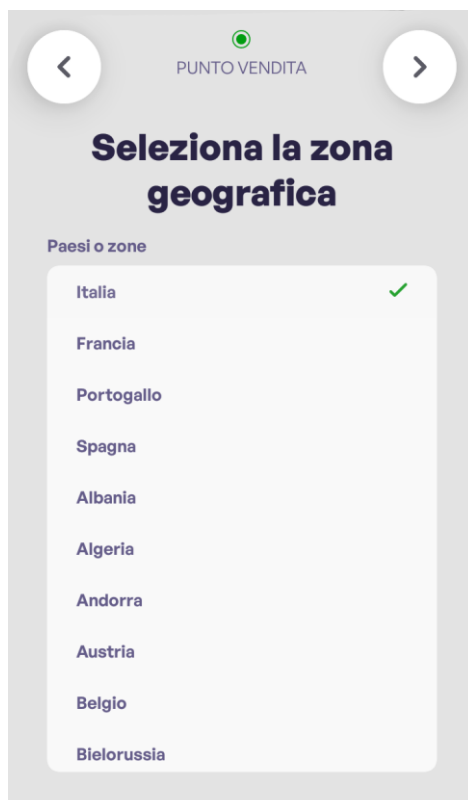 PUNTO VENDITA
Seleziona la zona
geografica
Paesi o zone
Italia
Francia
Portogallo
Spagna
Albania
Algeria
Andorra
Austria
Belgio
Bielorussia